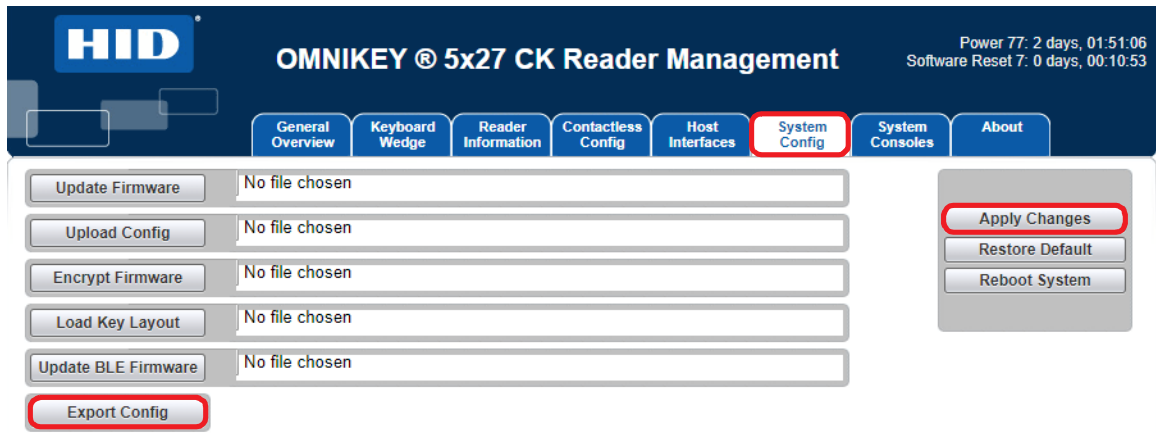 HID
OMNIKEY ® 5x27 CK Reader Management
Power 77: 2 days, 01:51:06
Software Reset 7: 0 days, 00:10:53
General
Overview
Keyboard
Wedge
Reader
Information
Contactless
Config
Host
Interfaces
System
Config
System
Consoles
About
Update Firmware
No file chosen
Upload Config
No file chosen
Encrypt Firmware
No file chosen
Load Key Layout
No file chosen
Update BLE Firmware
No file chosen
Export Config
Apply Changes
Restore Default
Reboot System